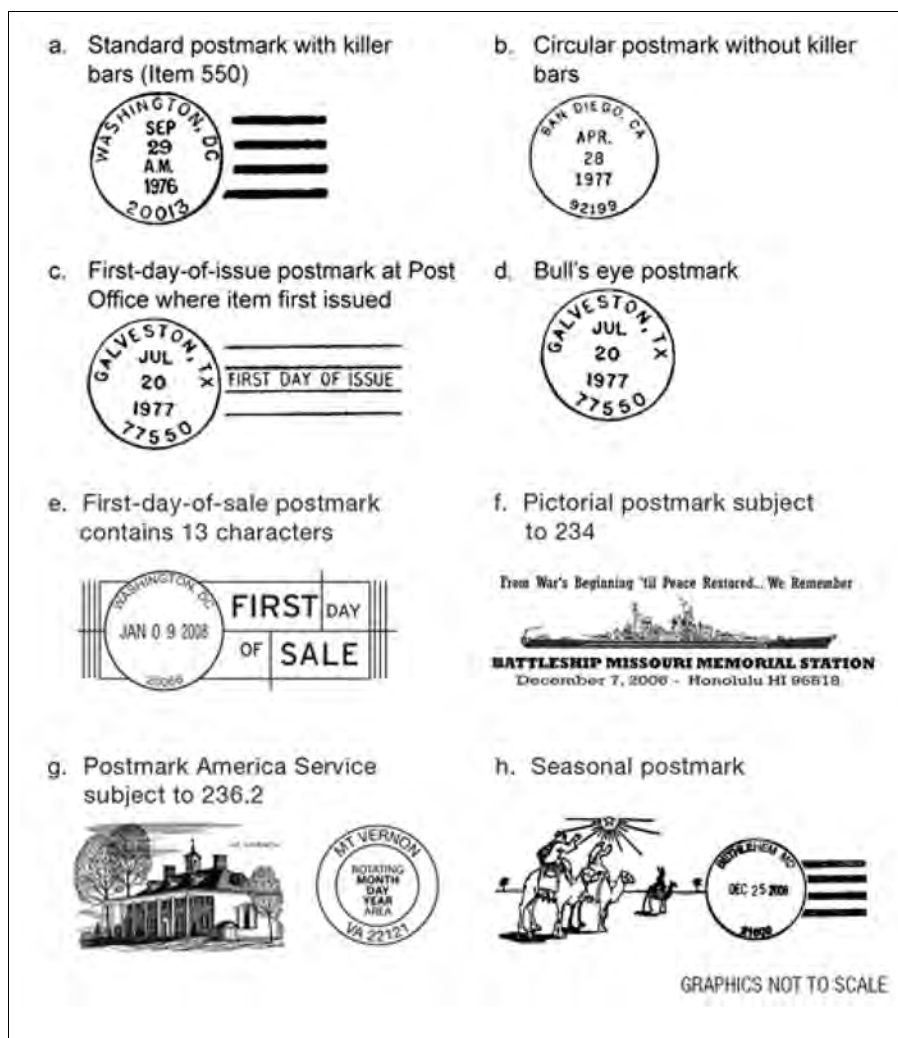 a. Standard postmark with killer
bars (Item 550)
WASHINGTON, DC
SEP
29
A.M.
1976
20013
b. Circular postmark without killer
bars
SAN DIEGO, CA
APR.
28
1977
92199
c. First-day-of-issue postmark at Post
Office where item first issued
GALVESTON, TX
JUL
20
1977
77550
FIRST DAY OF ISSUE
d. Bull's eye postmark
GALVESTON, TX
JUL
20
1977
77550
e. First-day-of-sale postmark
contains 13 characters
WASHINGTON, DC
JAN 0 9 2008
20066
FIRST DAY
OF SALE
f. Pictorial postmark subject
to 234
From War's Beginning 'til Peace Restored... We Remember
BATTLESHIP MISSOURI MEMORIAL STATION
December 7, 2006 - Honolulu HI 96818
g. Postmark America Service
subject to 236.2
MT VERNON
ROTATING
MONTH
DAY
YEAR
AREA
VA 22121
h. Seasonal postmark
BETHLEHEM MD
DEC 25 2008
GRAPHICS NOT TO SCALE